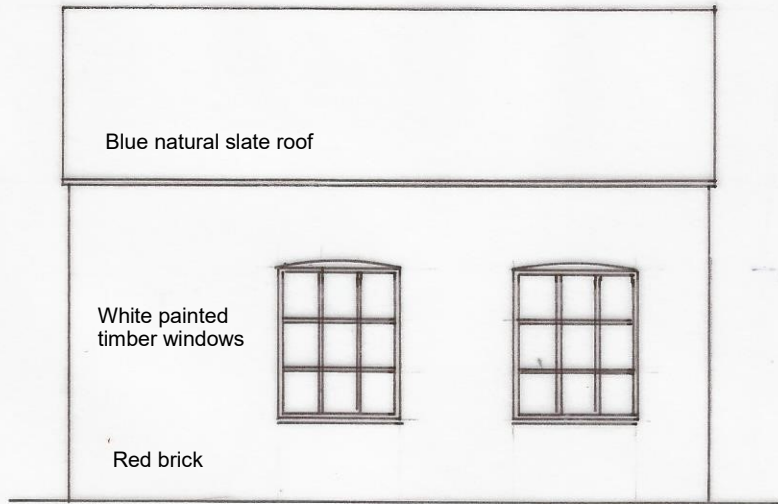 Blue natural slate roof
White painted
timber windows
Red brick